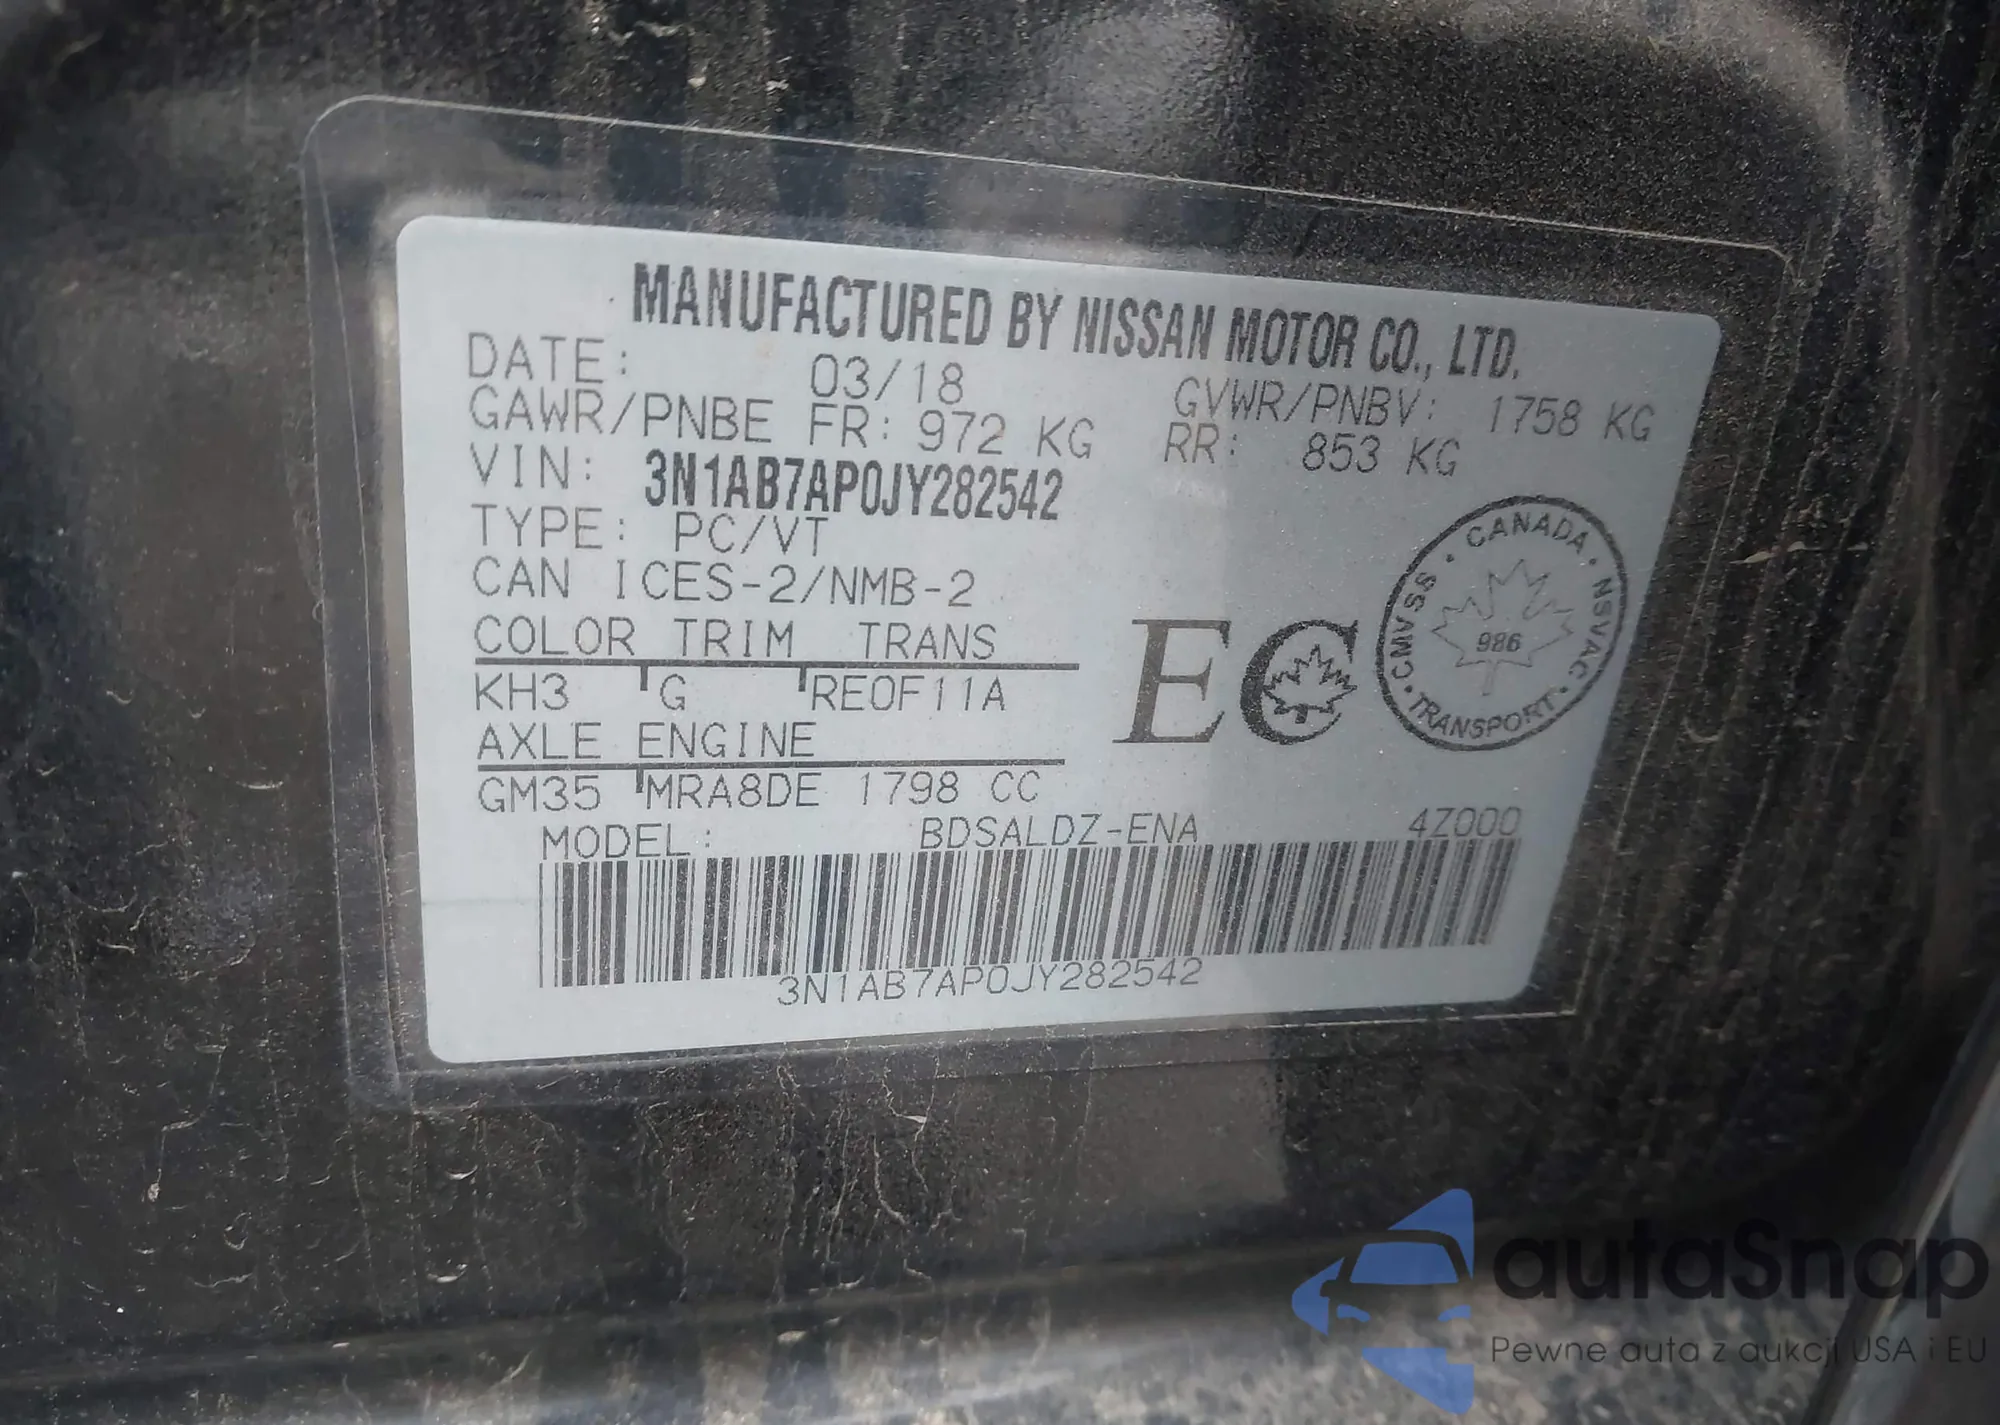 MANUFACTURED BY NISSAN MOTOR CO., LTD.
DATE: 03/18 GVWR/PNBV: 1758 KG
GAWR/PNBE FR: 972 KG RR: 853 KG
VIN: 3N1AB7AP0JY282542
TYPE: PC/VT
CAN ICES-2/NMB-2
COLOR TRIM TRANS
KH3 G RE0F11A
AXLE ENGINE
GM35 MRA8DE 1798 CC
EC
CANADA · NSVAC · TRANSPORT · CMVSS ·
986
MODEL: BDSALDZ-ENA 4Z000
3N1AB7AP0JY282542
autaSnap
Pewne auta z aukcji USA i EU